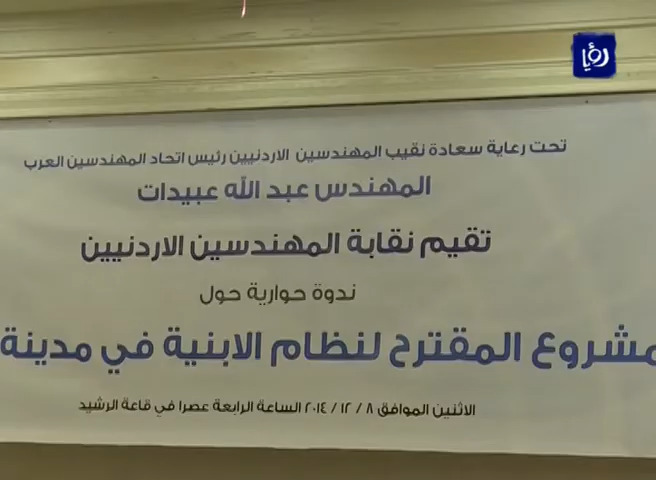 رؤيا
تحت رعاية سعادة نقيب المهندسين الاردنيين رئيس اتحاد المهندسين العرب
المهندس عبد الله عبيدات
تقيم نقابة المهندسين الاردنيين
ندوة حوارية حول
مشروع المقترح لنظام الابنية في مدينة
الاثنين الموافق ٨ / ١٢ / ٢٠١٤ الساعة الرابعة عصرا في قاعة الرشيد